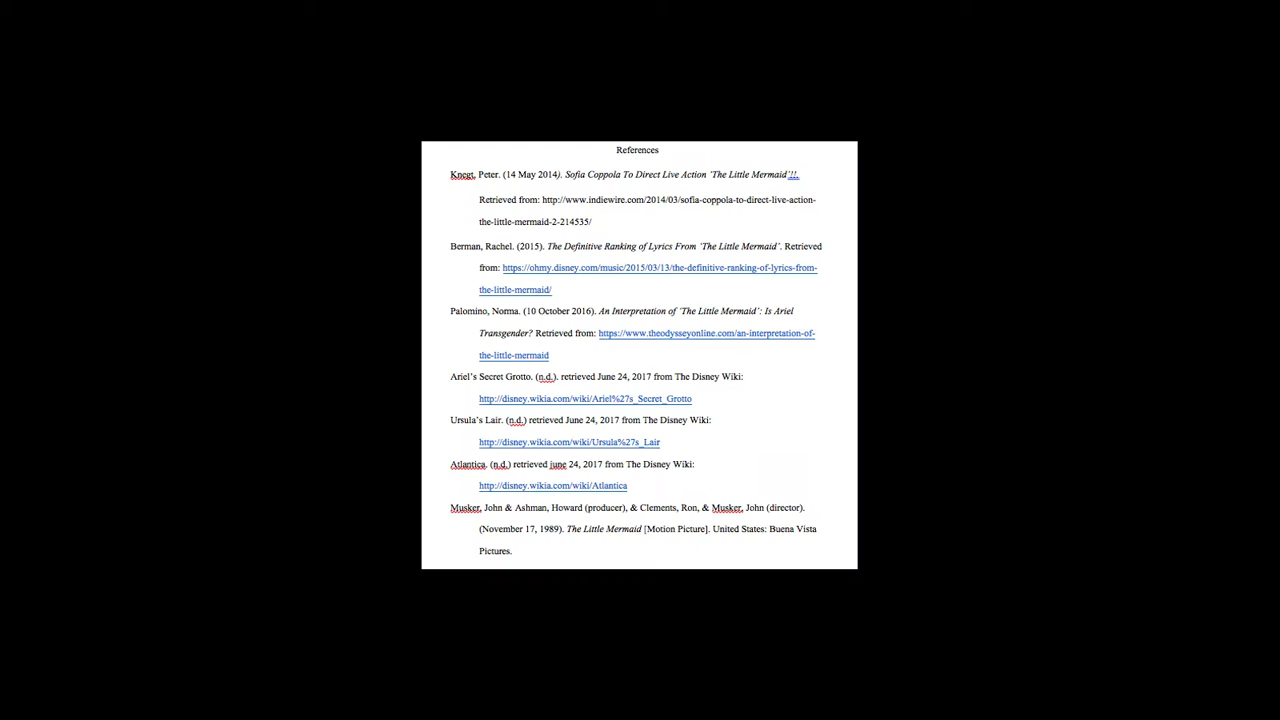 References
Knegt, Peter. (14 May 2014). Sofia Coppola To Direct Live Action ‘The Little Mermaid’!!.
Retrieved from: http://www.indiewire.com/2014/03/sofia-coppola-to-direct-live-action-
the-little-mermaid-2-214535/
Berman, Rachel. (2015). The Definitive Ranking of Lyrics From ‘The Little Mermaid’. Retrieved
from: https://ohmy.disney.com/music/2015/03/13/the-definitive-ranking-of-lyrics-from-
the-little-mermaid/
Palomino, Norma. (10 October 2016). An Interpretation of ‘The Little Mermaid’: Is Ariel
Transgender? Retrieved from: https://www.theodysseyonline.com/an-interpretation-of-
the-little-mermaid
Ariel’s Secret Grotto. (n.d.). retrieved June 24, 2017 from The Disney Wiki:
http://disney.wikia.com/wiki/Ariel%27s_Secret_Grotto
Ursula’s Lair. (n.d.) retrieved June 24, 2017 from The Disney Wiki:
http://disney.wikia.com/wiki/Ursula%27s_Lair
Atlantica. (n.d.) retrieved june 24, 2017 from The Disney Wiki:
http://disney.wikia.com/wiki/Atlantica
Musker, John & Ashman, Howard (producer), & Clements, Ron, & Musker, John (director).
(November 17, 1989). The Little Mermaid [Motion Picture]. United States: Buena Vista
Pictures.